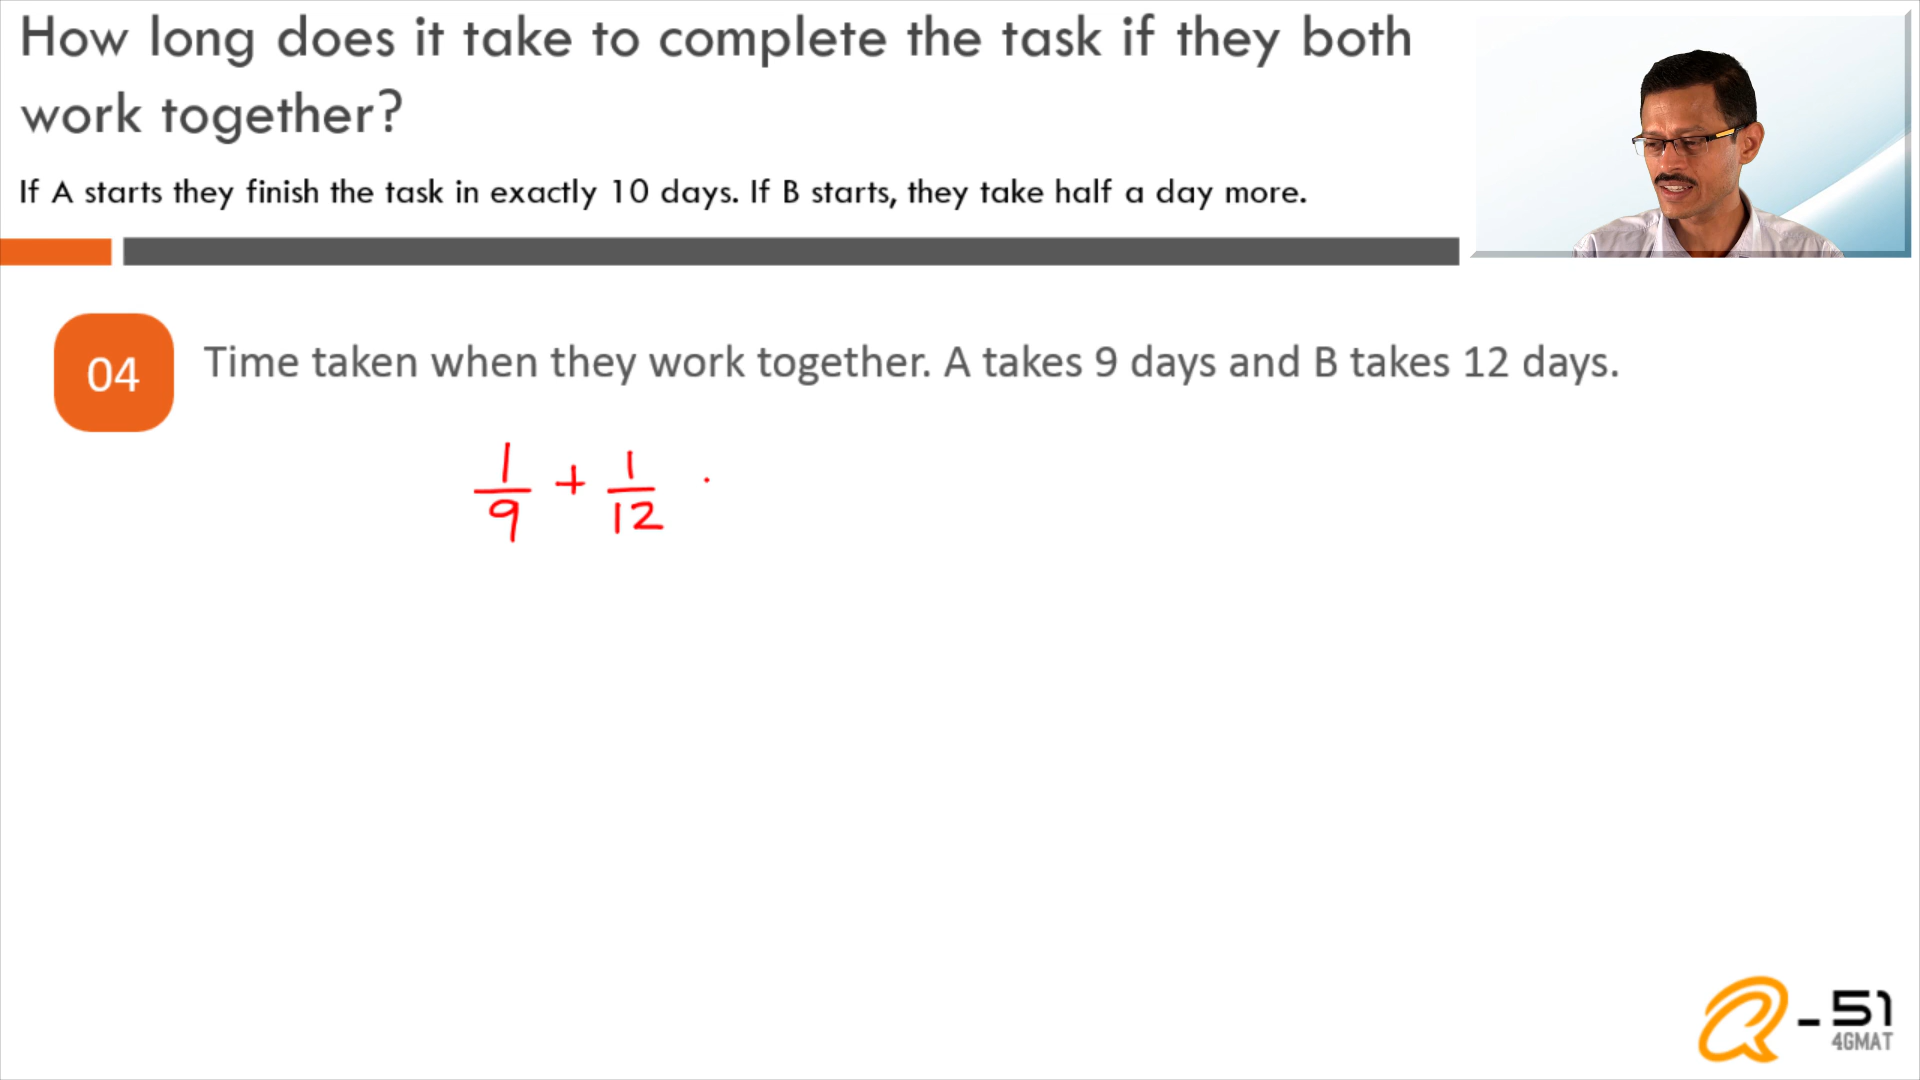 How long does it take to complete the task if they both
work together?
If A starts they finish the task in exactly 10 days. If B starts, they take half a day more.
04
Time taken when they work together. A takes 9 days and B takes 12 days.
1/9 + 1/12
Q-51
4GMAT